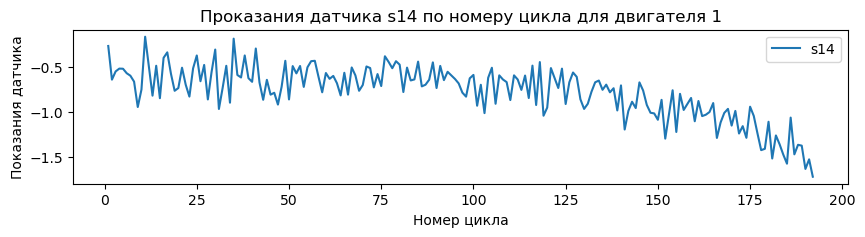 Проказания датчика s14 по номеру цикла для двигателя 1
s14
Показания датчика
−0.5
−1.0
−1.5
0 25 50 75 100 125 150 175 200
Номер цикла